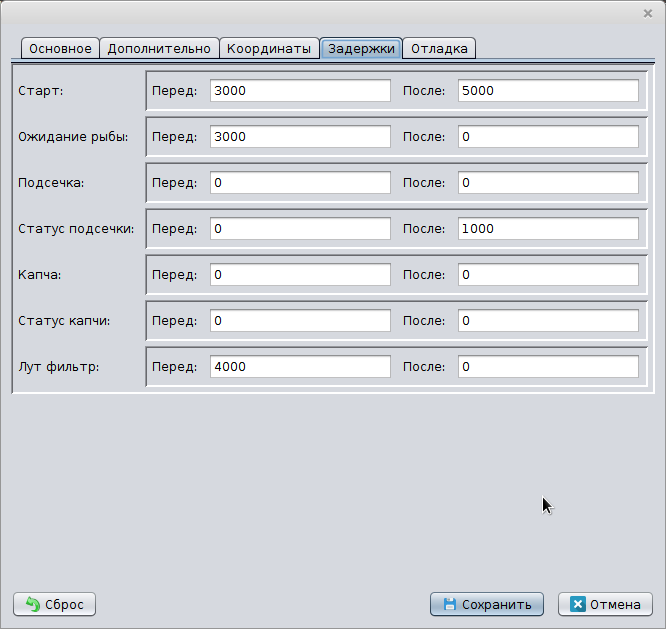 Основное Дополнительно Координаты Задержки Отладка
Старт: Перед: 3000 После: 5000
Ожидание рыбы: Перед: 3000 После: 0
Подсечка: Перед: 0 После: 0
Статус подсечки: Перед: 0 После: 1000
Капча: Перед: 0 После: 0
Статус капчи: Перед: 0 После: 0
Лут фильтр: Перед: 4000 После: 0
Сброс Сохранить Отмена